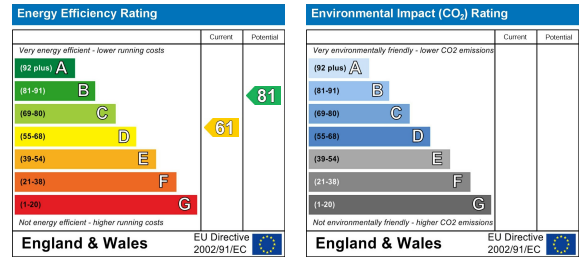 Energy Efficiency Rating
Current Potential
Very energy efficient - lower running costs
(92 plus) A
(81-91) B
81
(69-80) C
(55-68) D
61
(39-54) E
(21-38) F
(1-20) G
Not energy efficient - higher running costs
England & Wales
EU Directive
2002/91/EC
Environmental Impact (CO2) Rating
Current Potential
Very environmentally friendly - lower CO2 emissions
(92 plus) A
(81-91) B
(69-80) C
(55-68) D
(39-54) E
(21-38) F
(1-20) G
Not environmentally friendly - higher CO2 emissions
England & Wales
EU Directive
2002/91/EC